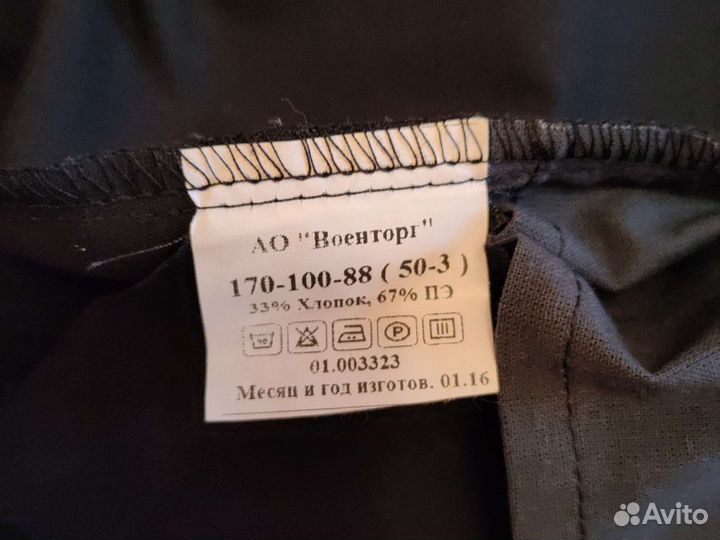 АО "Военторг"
170-100-88 ( 50-3 )
33% Хлопок, 67% ПЭ
P
01.003323
Месяц и год изготов. 01.16
Avito